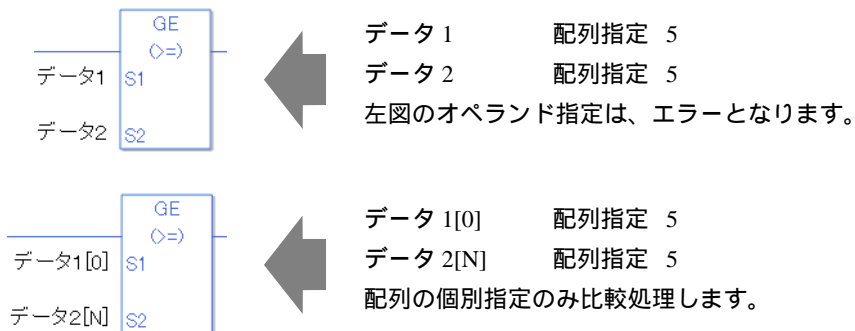 GE
(>=)
データ1 S1
データ2 S2
データ 1 配列指定 5
データ 2 配列指定 5
左図のオペランド指定は、エラーとなります。
GE
(>=)
データ1[0] S1
データ2[N] S2
データ 1[0] 配列指定 5
データ 2[N] 配列指定 5
配列の個別指定のみ比較処理します。